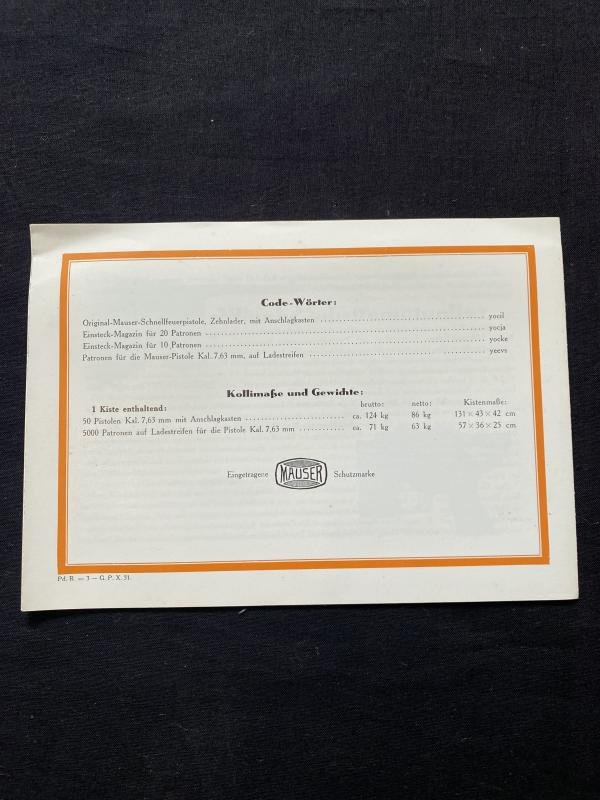 Code-Wörter:
Original-Mauser-Schnellfeuerpistole, Zehnlader, mit Anschlagkasten ........ yocil
Einsteck-Magazin für 20 Patronen ........ yocja
Einsteck-Magazin für 10 Patronen ........ yocke
Patronen für die Mauser-Pistole Kal. 7,63 mm, auf Ladestreifen ........ yeevs
Kollimaße und Gewichte:
1 Kiste enthaltend: brutto: netto: Kistenmaße:
50 Pistolen Kal. 7,63 mm mit Anschlagkasten ........ ca. 124 kg 86 kg 131 × 43 × 42 cm
5000 Patronen auf Ladestreifen für die Pistole Kal. 7,63 mm ........ ca. 71 kg 63 kg 57 × 36 × 25 cm
Eingetragene MAUSER Schutzmarke
Pd. B. — 3 — G. P. X. 31.